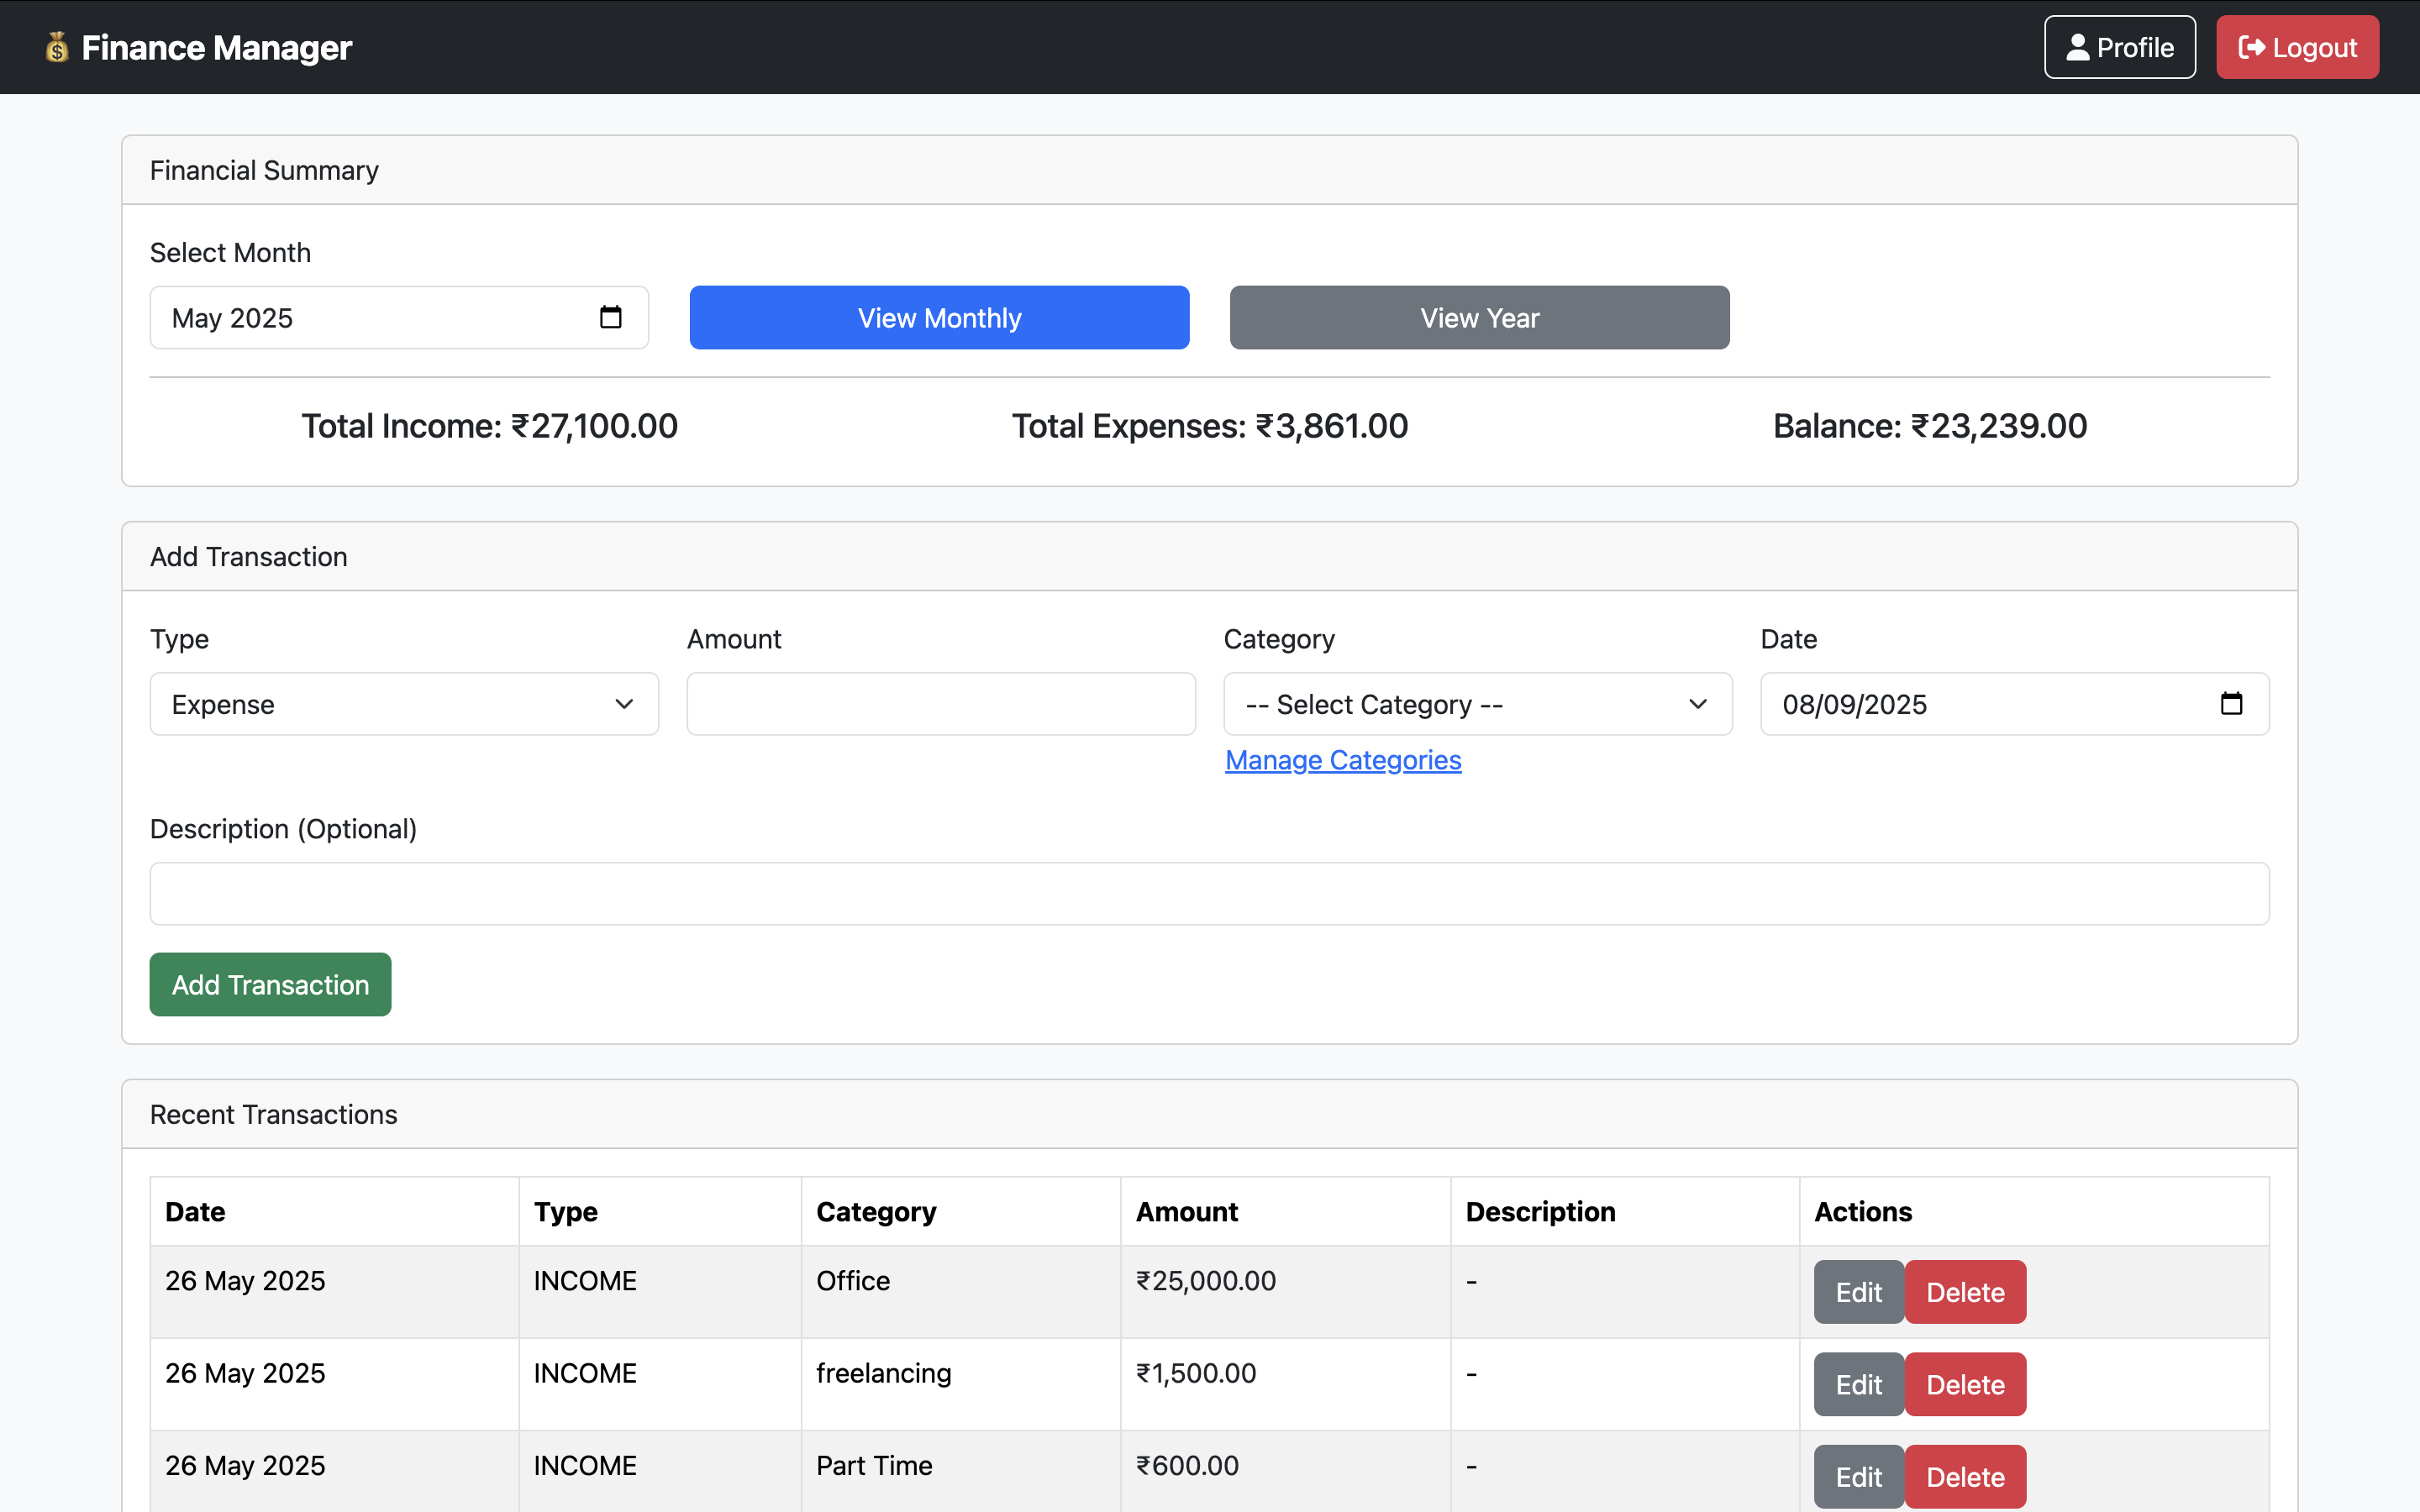 💰 Finance Manager
Profile
Logout
Financial Summary
Select Month
May 2025
View Monthly
View Year
Total Income: ₹27,100.00
Total Expenses: ₹3,861.00
Balance: ₹23,239.00
Add Transaction
Type
Amount
Category
Date
Expense
-- Select Category --
08/09/2025
Manage Categories
Description (Optional)
Add Transaction
Recent Transactions
Date Type Category Amount Description Actions
26 May 2025 INCOME Office ₹25,000.00 - Edit Delete
26 May 2025 INCOME freelancing ₹1,500.00 - Edit Delete
26 May 2025 INCOME Part Time ₹600.00 - Edit Delete